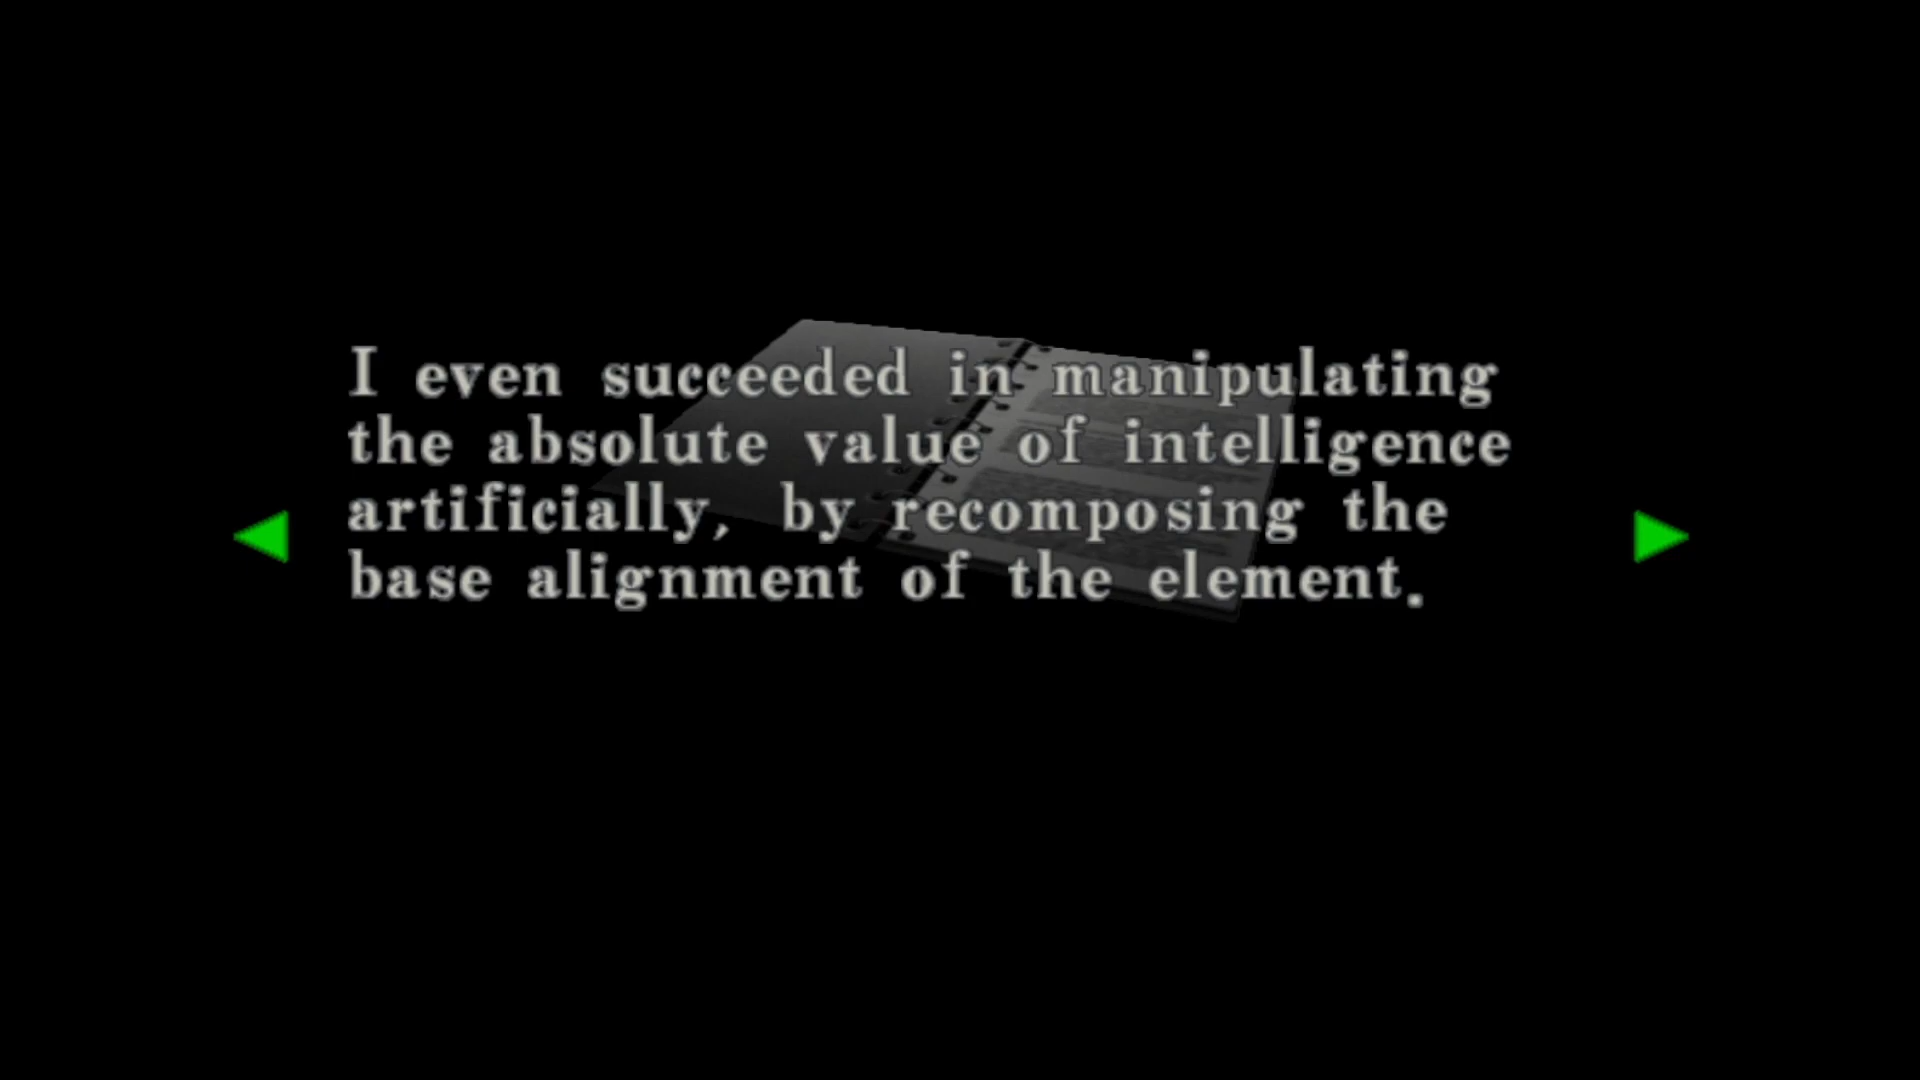 I even succeeded in manipulating
the absolute value of intelligence
artificially, by recomposing the
base alignment of the element.